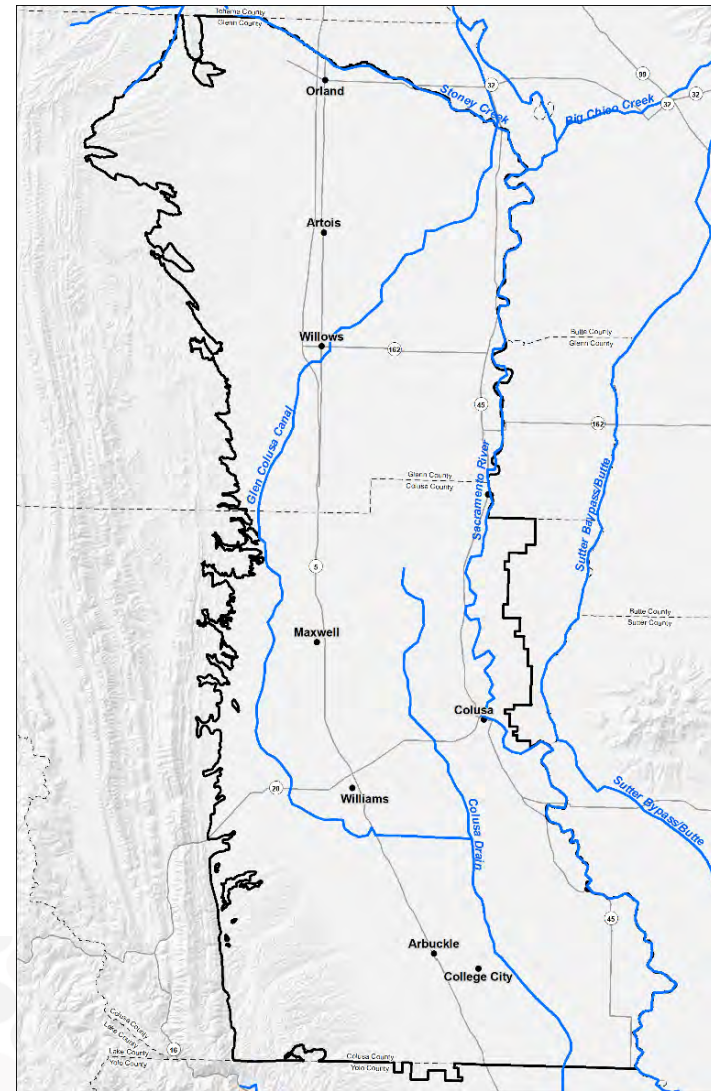 Tehama County
Glenn County
Orland
32
99
Stoney Creek
Big Chico Creek
32
32
Artois
Willows
162
Butte County
Glenn County
45
162
Glen Colusa Canal
Glenn County
Colusa County
Sacramento River
Sutter Baypass/Butte
5
Butte County
Sutter County
Maxwell
Colusa
20
Williams
Sutter Bypass/Butte
Colusa Drain
45
Arbuckle
College City
Colusa County
Lake County
Lake County
Yolo County
16
Colusa County
Yolo County